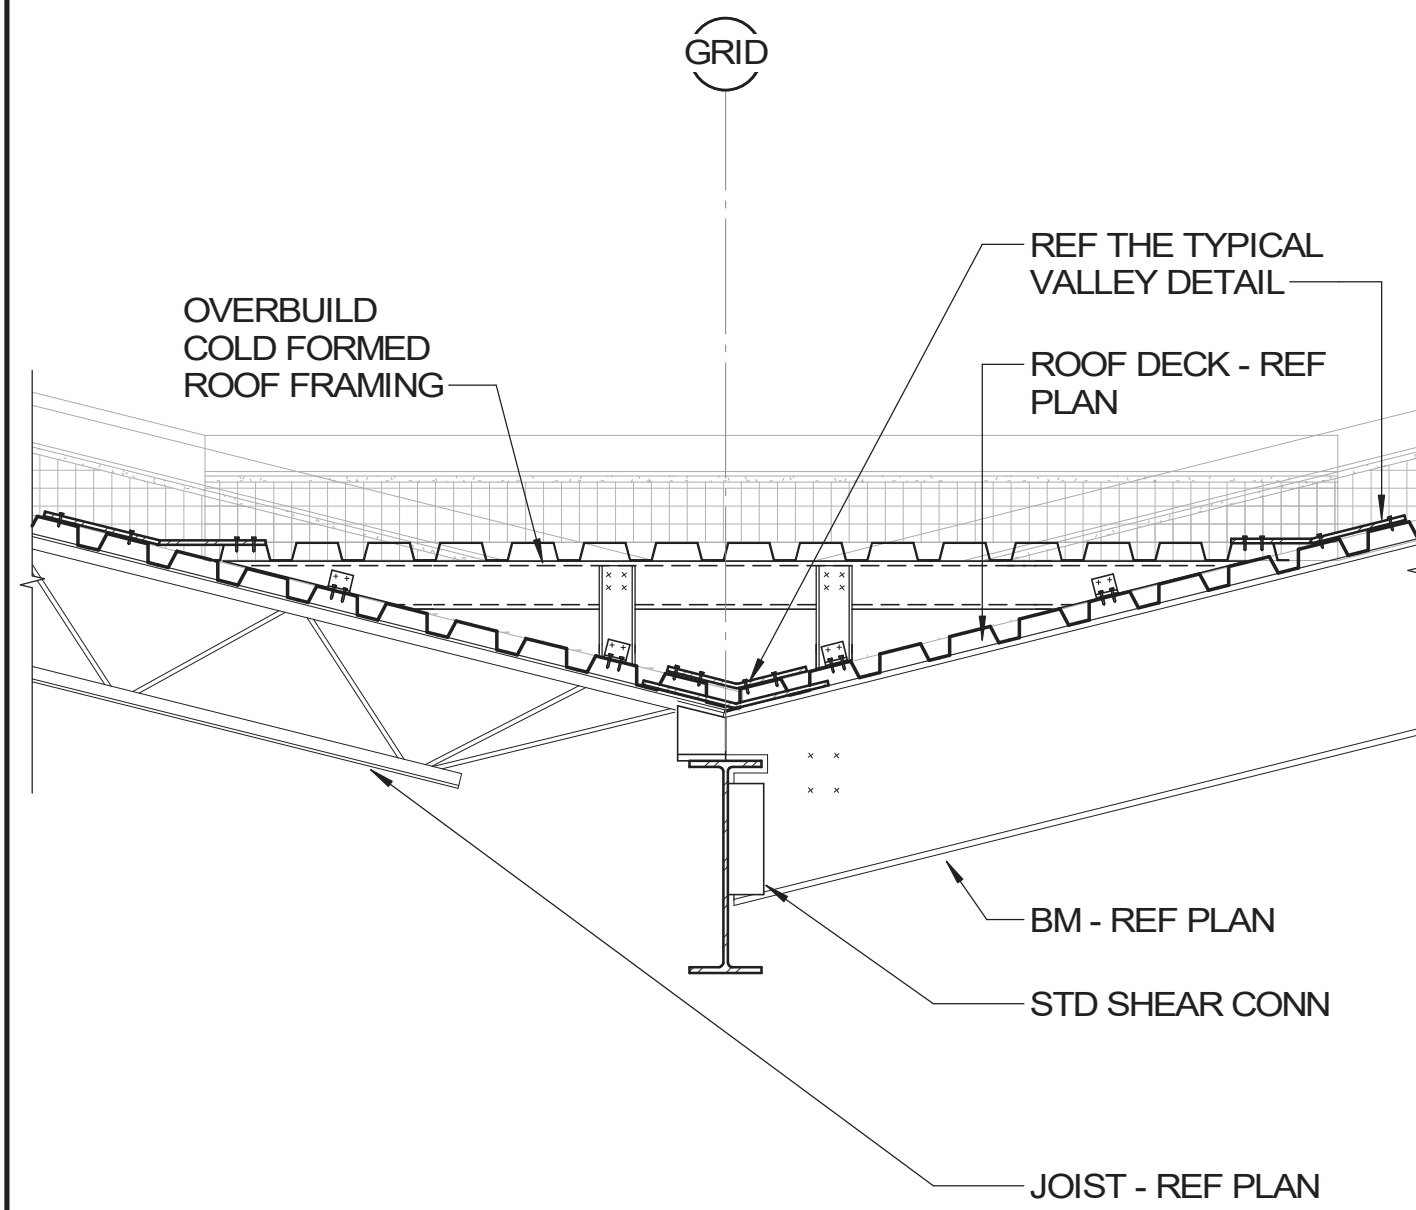 GRID
REF THE TYPICAL
VALLEY DETAIL
OVERBUILD
COLD FORMED
ROOF FRAMING
ROOF DECK - REF
PLAN
BM - REF PLAN
STD SHEAR CONN
JOIST - REF PLAN